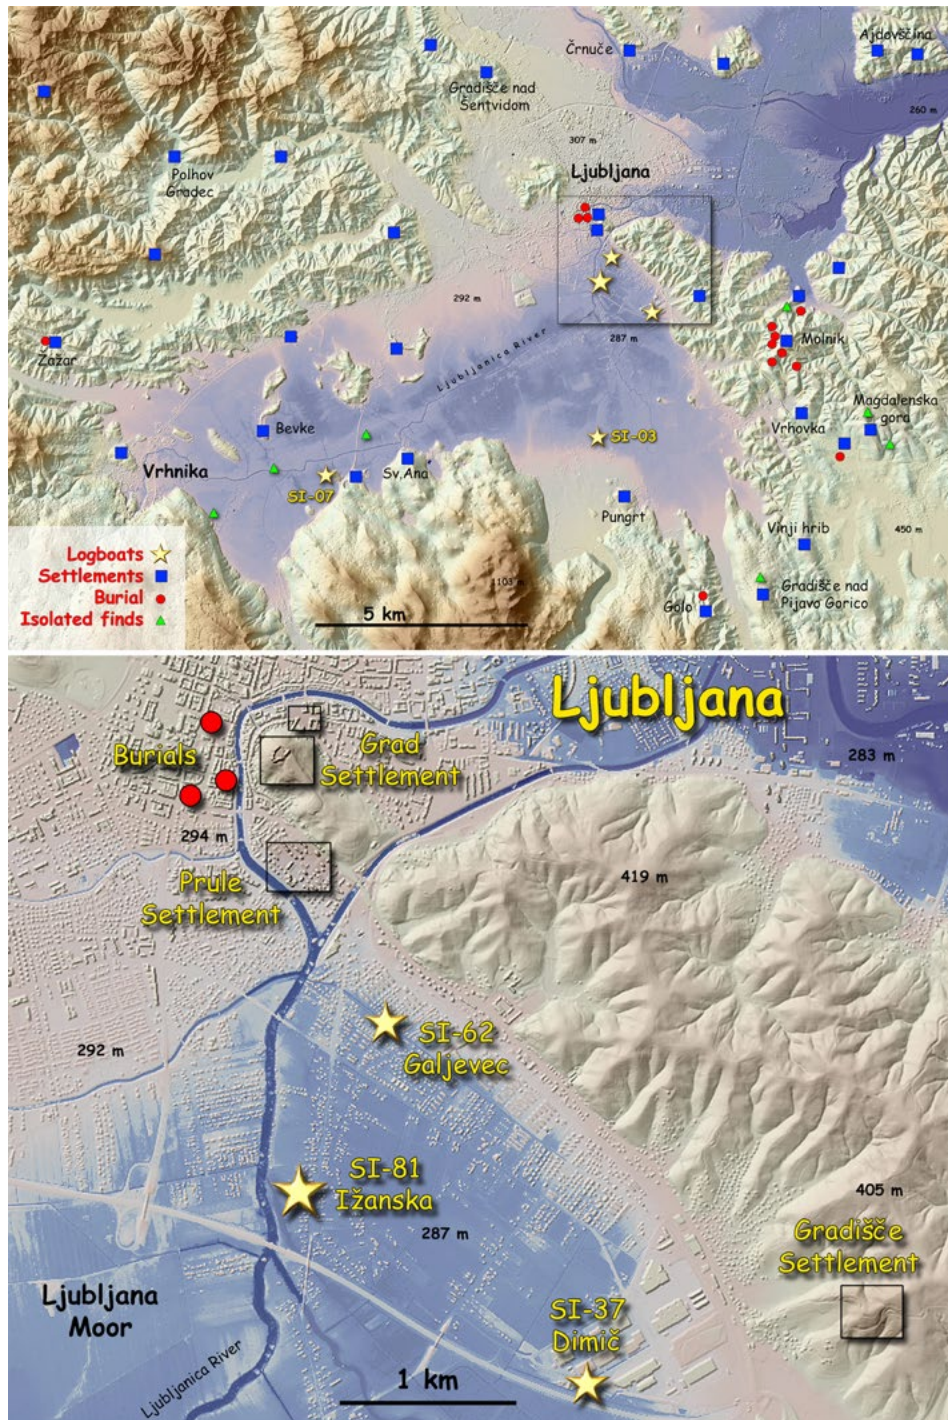 Črnuče
Ajdovščina
Gradišče nad
Šentvidom
260 m
307 m
Polhov
Gradec
Ljubljana
292 m
287 m
Ljubljanica River
Molnik
Žažar
Magdalenska
gora
Vrhovka
Bevke
SI-03
Vrhnika
Sv.Ana
SI-07
Pungrt
Vinji hrib
450 m
Logboats
Settlements
Burial
Isolated finds
1103 m
5 km
Golo
Gradišče nad
Pijavo Gorico
Ljubljana
Burials
Grad
Settlement
283 m
294 m
419 m
Prule
Settlement
SI-62
Galjevec
292 m
SI-81
Ižanska
405 m
287 m
Gradišče
Settlement
Ljubljana
Moor
SI-37
Dimič
Ljubljanica River
1 km